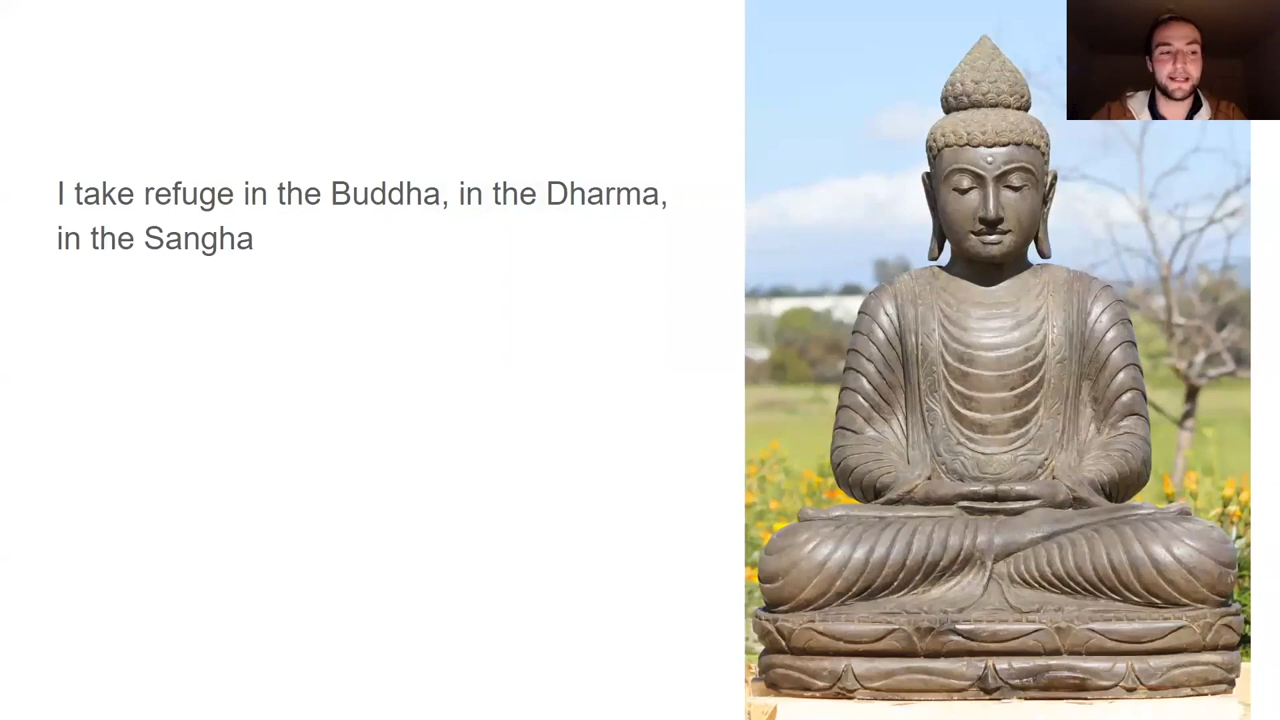 I take refuge in the Buddha, in the Dharma,
in the Sangha